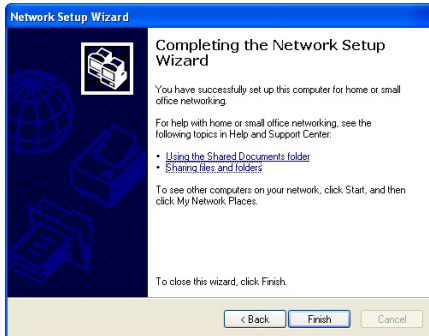 Network Setup Wizard
Completing the Network Setup
Wizard
You have successfully set up this computer for home or small
office networking.
For help with home or small office networking, see the
following topics in Help and Support Center:
• Using the Shared Documents folder
• Sharing files and folders
To see other computers on your network, click Start, and then
click My Network Places.
To close this wizard, click Finish.
< Back
Finish
Cancel